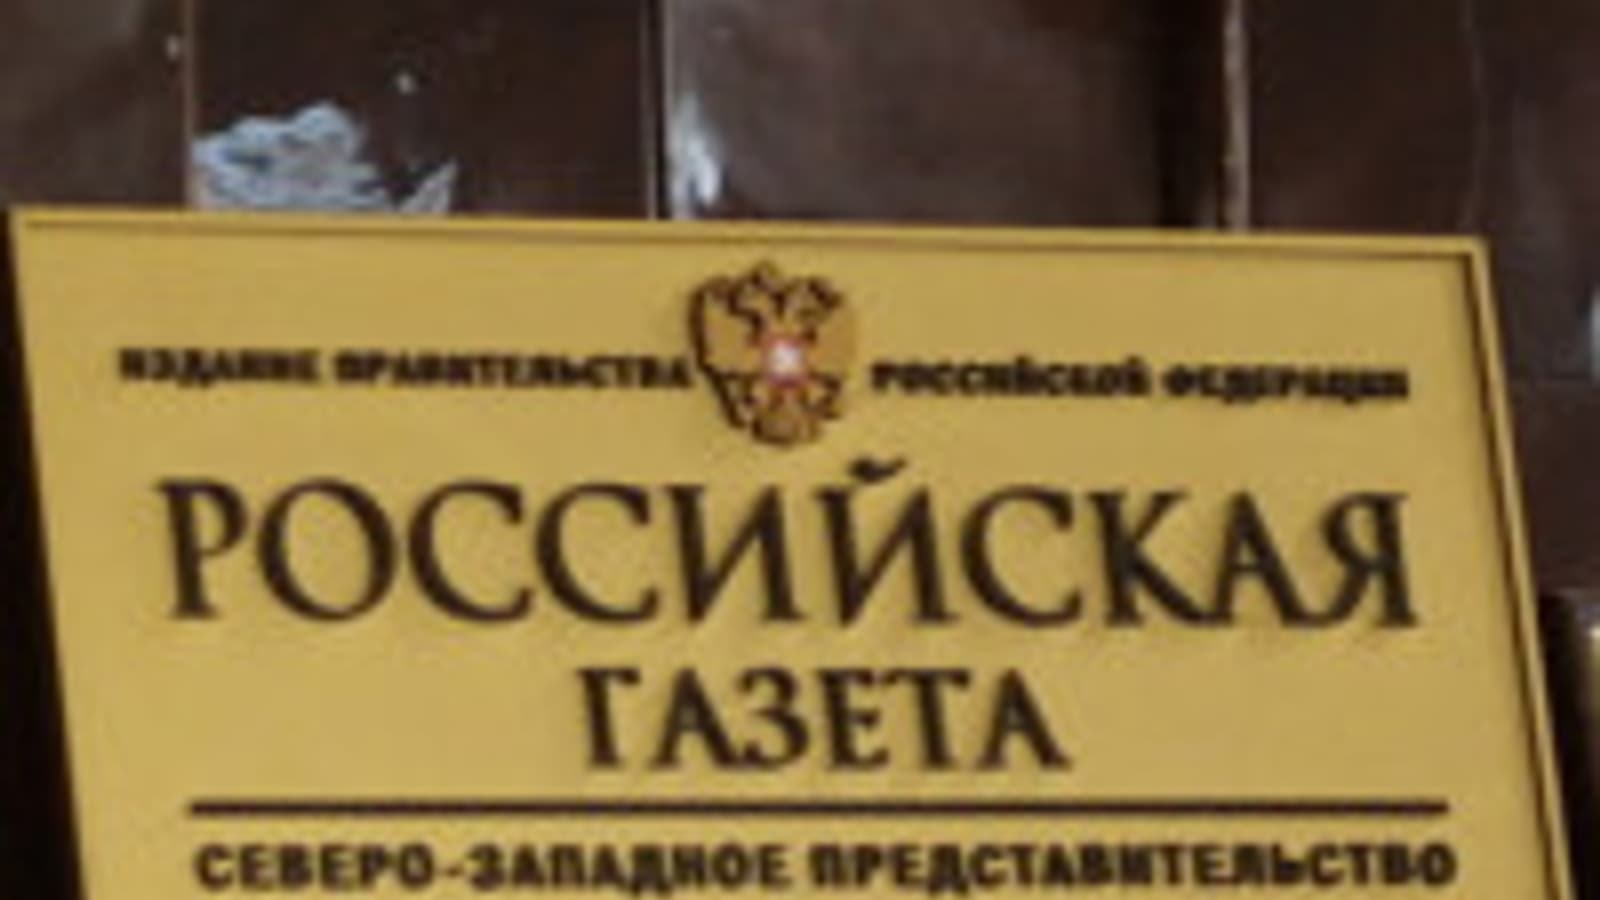 ИЗДАНИЕ ПРАВИТЕЛЬСТВА РОССИЙСКОЙ ФЕДЕРАЦИИ
РОССИЙСКАЯ
ГАЗЕТА
СЕВЕРО-ЗАПАДНОЕ ПРЕДСТАВИТЕЛЬСТВО